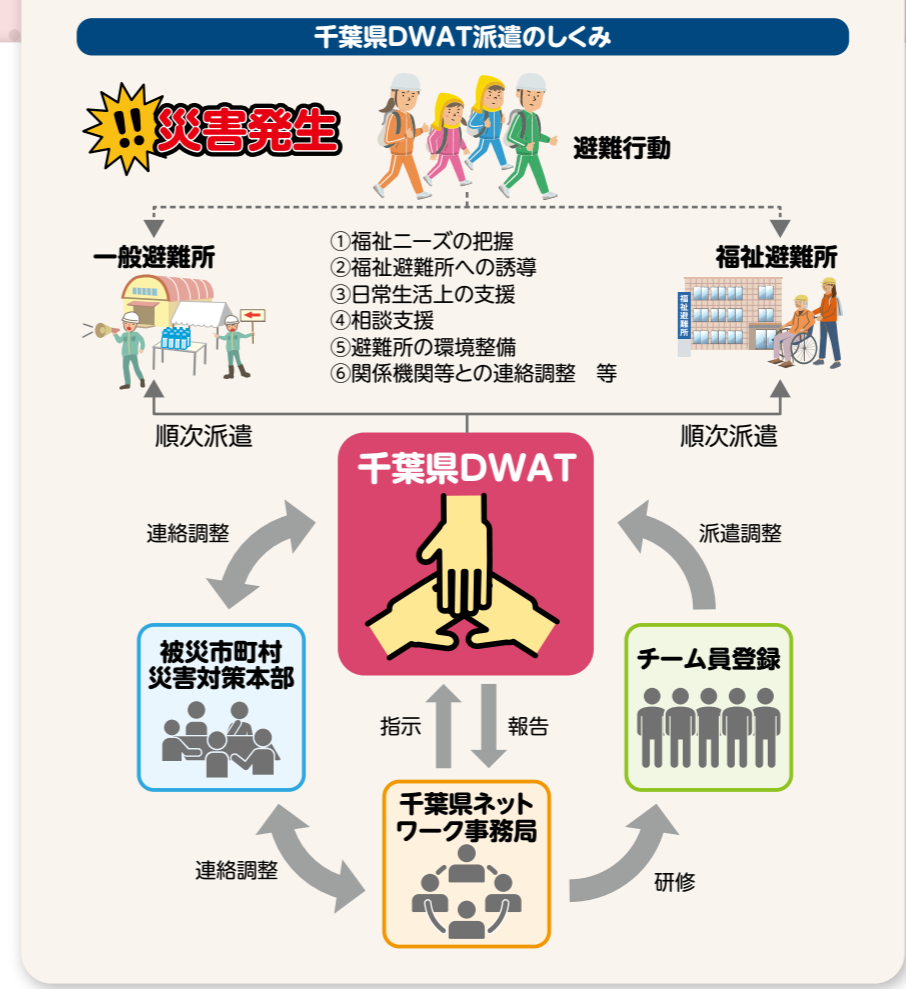 千葉県DWAT派遣のしくみ
!!災害発生
避難行動
一般避難所
福祉避難所
①福祉ニーズの把握
②福祉避難所への誘導
③日常生活上の支援
④相談支援
⑤避難所の環境整備
⑥関係機関等との連絡調整　等
福祉避難所
順次派遣
順次派遣
千葉県DWAT
連絡調整
派遣調整
被災市町村
災害対策本部
チーム員登録
指示
報告
千葉県ネット
ワーク事務局
連絡調整
研修